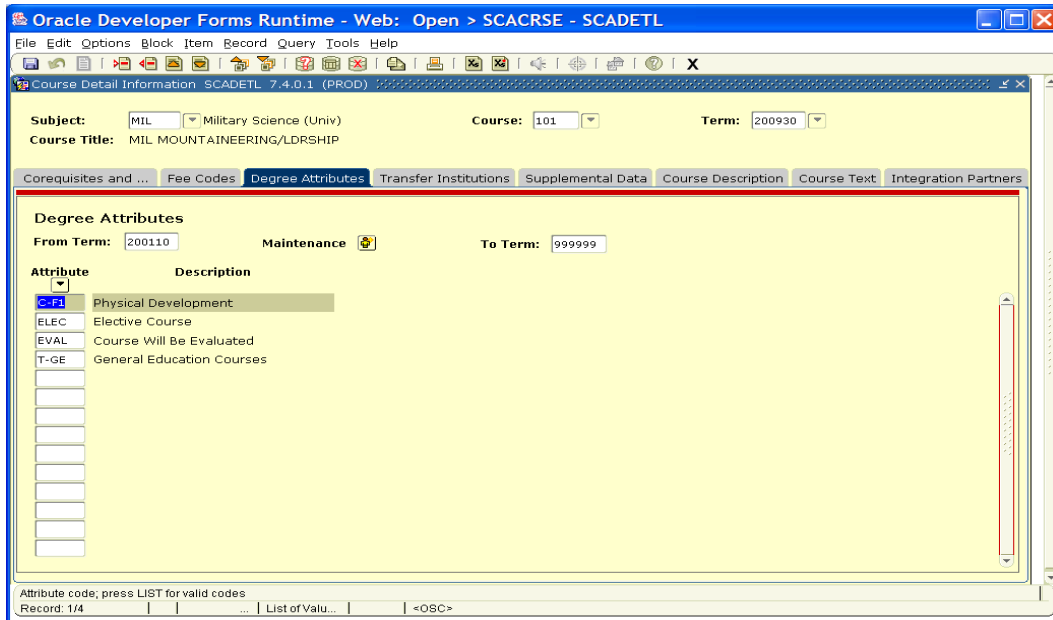 Oracle Developer Forms Runtime - Web: Open > SCACRSE - SCADETL
File Edit Options Block Item Record Query Tools Help
Course Detail Information SCADETL 7.4.0.1 (PROD)
Subject: MIL Military Science (Univ) Course: 101 Term: 200930
Course Title: MIL MOUNTAINEERING/LDRSHIP
Corequisites and ... Fee Codes Degree Attributes Transfer Institutions Supplemental Data Course Description Course Text Integration Partners
Degree Attributes
From Term: 200110 Maintenance To Term: 999999
Attribute Description
C-F1 Physical Development
ELEC Elective Course
EVAL Course Will Be Evaluated
T-GE General Education Courses
Attribute code; press LIST for valid codes
Record: 1/4 ... List of Valu... <OSC>